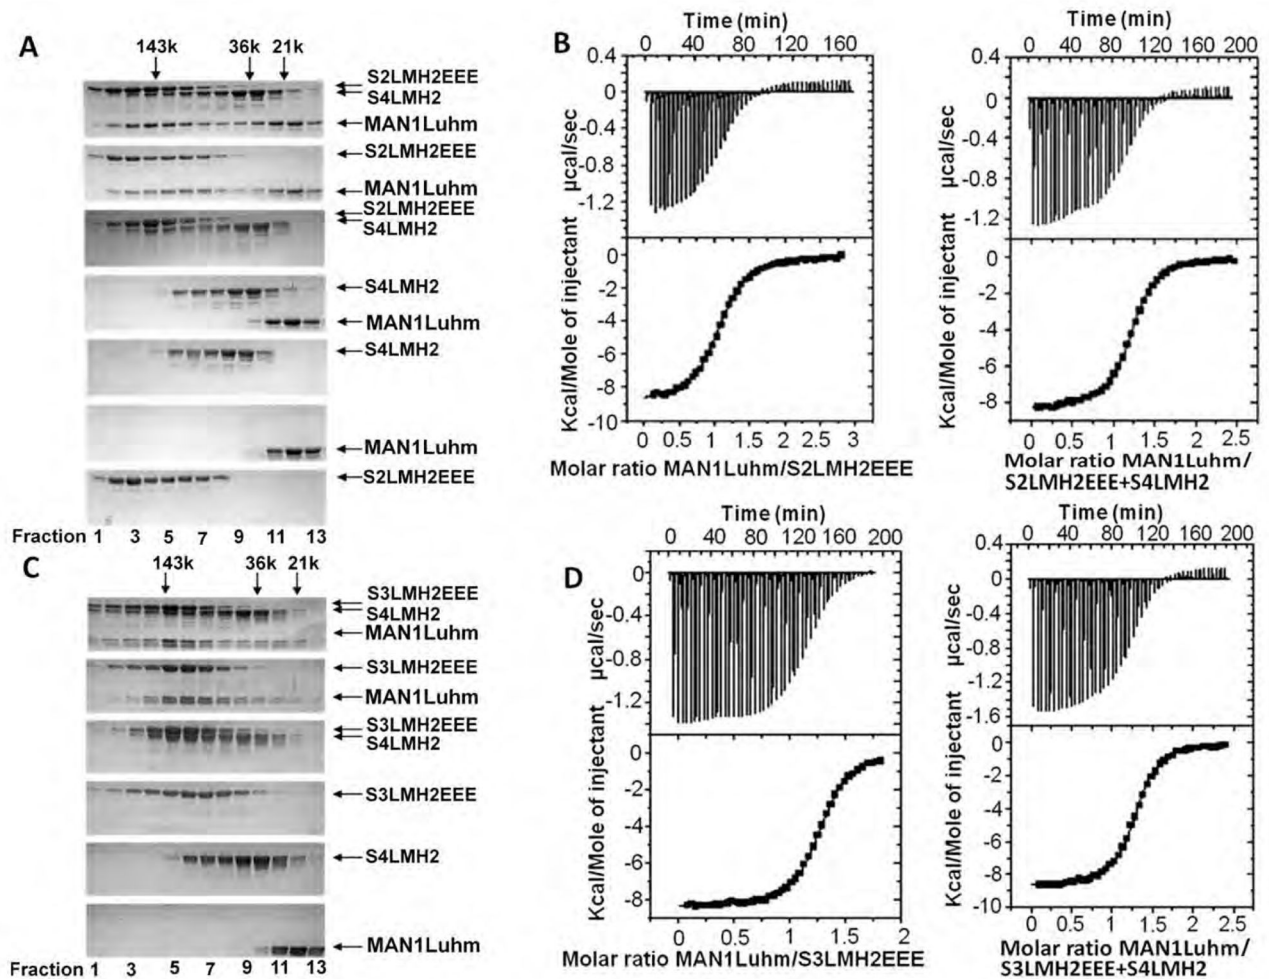 A
143k 36k 21k
S2LMH2EEE
S4LMH2
MAN1Luhm
S2LMH2EEE
MAN1Luhm
S2LMH2EEE
S4LMH2
S4LMH2
MAN1Luhm
S4LMH2
MAN1Luhm
S2LMH2EEE
Fraction 1 3 5 7 9 11 13
B
Time (min)
0 40 80 120 160
0.4
0
-0.4
-0.8
-1.2
µcal/sec
0
-2
-4
-6
-8
-10
Kcal/Mole of injectant
0 0.5 1 1.5 2 2.5 3
Molar ratio MAN1Luhm/S2LMH2EEE
Time (min)
0 40 80 120 160 200
0.4
0
-0.4
-0.8
-1.2
µcal/sec
0
-2
-4
-6
-8
Kcal/Mole of injectant
0 0.5 1 1.5 2 2.5
Molar ratio MAN1Luhm/
S2LMH2EEE+S4LMH2
C
143k 36k 21k
S3LMH2EEE
S4LMH2
MAN1Luhm
S3LMH2EEE
MAN1Luhm
S3LMH2EEE
S4LMH2
S3LMH2EEE
S4LMH2
MAN1Luhm
Fraction 1 3 5 7 9 11 13
D
Time (min)
0 40 80 120 160 200
0
-0.4
-0.8
-1.2
µcal/sec
0
-2
-4
-6
-8
Kcal/Mole of injectant
0 0.5 1 1.5 2
Molar ratio MAN1Luhm/S3LMH2EEE
Time (min)
0 40 80 120 160 200
0.4
0
-0.4
-0.8
-1.2
-1.6
µcal/sec
0
-2
-4
-6
-8
-10
Kcal/Mole of injectant
0 0.5 1 1.5 2 2.5
Molar ratio MAN1Luhm/
S3LMH2EEE+S4LMH2